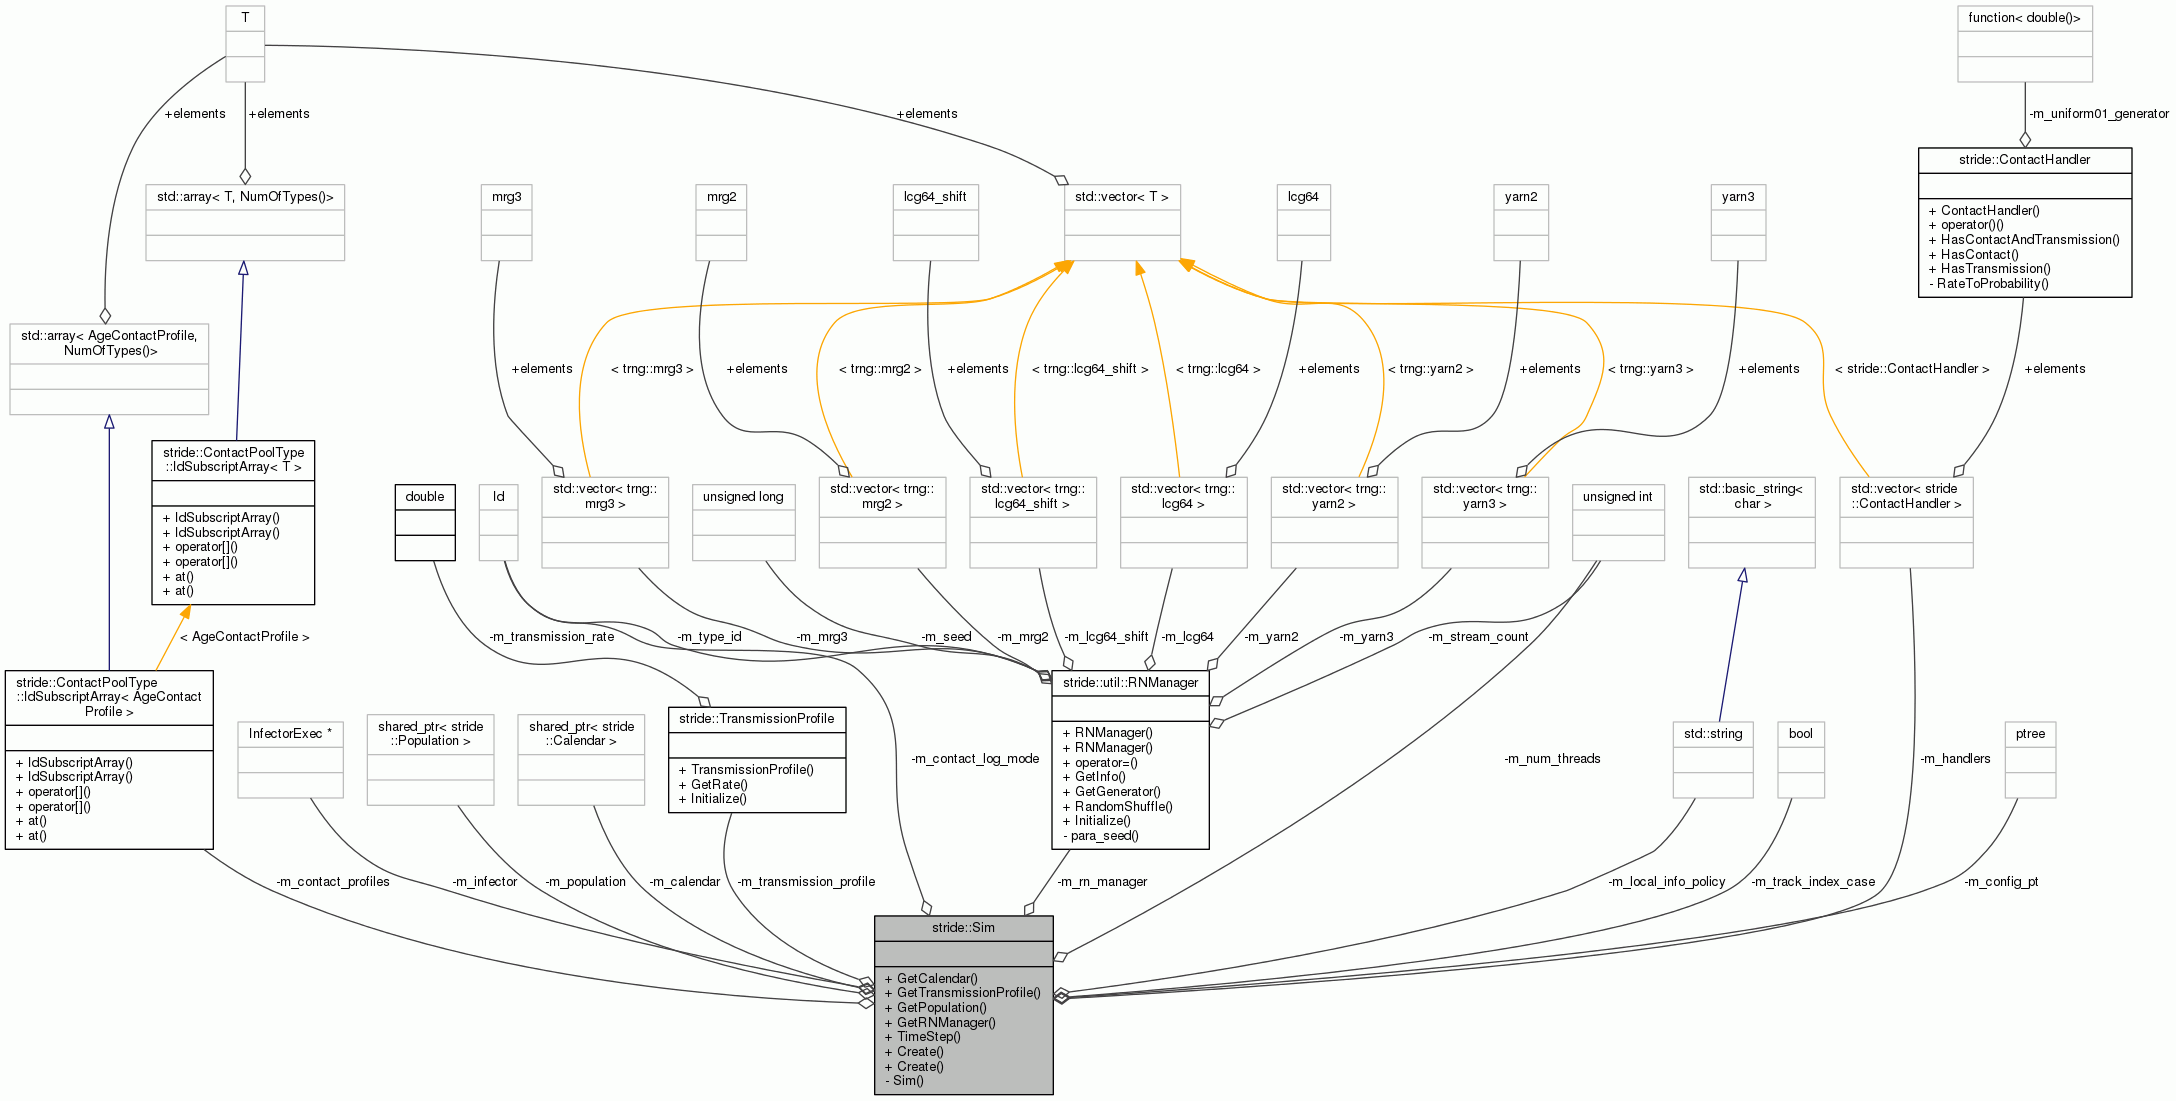 T
function< double()>
+elements
+elements
+elements
-m_uniform01_generator
stride::ContactHandler
+ ContactHandler()
+ operator()()
+ HasContactAndTransmission()
+ HasContact()
+ HasTransmission()
- RateToProbability()
std::array< T, NumOfTypes()>
mrg3
mrg2
lcg64_shift
std::vector< T >
lcg64
yarn2
yarn3
std::array< AgeContactProfile,
NumOfTypes()>
+elements
< trng::mrg3 >
+elements
< trng::mrg2 >
+elements
< trng::lcg64_shift >
< trng::lcg64 >
+elements
< trng::yarn2 >
+elements
< trng::yarn3 >
+elements
< stride::ContactHandler >
+elements
stride::ContactPoolType
::IdSubscriptArray< T >
+ IdSubscriptArray()
+ IdSubscriptArray()
+ operator[]()
+ operator[]()
+ at()
+ at()
double
Id
std::vector< trng::
mrg3 >
unsigned long
std::vector< trng::
mrg2 >
std::vector< trng::
lcg64_shift >
std::vector< trng::
lcg64 >
std::vector< trng::
yarn2 >
std::vector< trng::
yarn3 >
unsigned int
std::basic_string<
char >
std::vector< stride
::ContactHandler >
< AgeContactProfile >
-m_transmission_rate
-m_type_id
-m_mrg3
-m_seed
-m_mrg2
-m_lcg64_shift
-m_lcg64
-m_yarn2
-m_yarn3
-m_stream_count
stride::ContactPoolType
::IdSubscriptArray< AgeContact
Profile >
+ IdSubscriptArray()
+ IdSubscriptArray()
+ operator[]()
+ operator[]()
+ at()
+ at()
InfectorExec *
shared_ptr< stride
::Population >
shared_ptr< stride
::Calendar >
stride::TransmissionProfile
+ TransmissionProfile()
+ GetRate()
+ Initialize()
-m_contact_log_mode
stride::util::RNManager
+ RNManager()
+ RNManager()
+ operator=()
+ GetInfo()
+ GetGenerator()
+ RandomShuffle()
+ Initialize()
- para_seed()
-m_num_threads
std::string
bool
-m_handlers
ptree
-m_contact_profiles
-m_infector
-m_population
-m_calendar
-m_transmission_profile
-m_rn_manager
-m_local_info_policy
-m_track_index_case
-m_config_pt
stride::Sim
+ GetCalendar()
+ GetTransmissionProfile()
+ GetPopulation()
+ GetRNManager()
+ TimeStep()
+ Create()
+ Create()
- Sim()